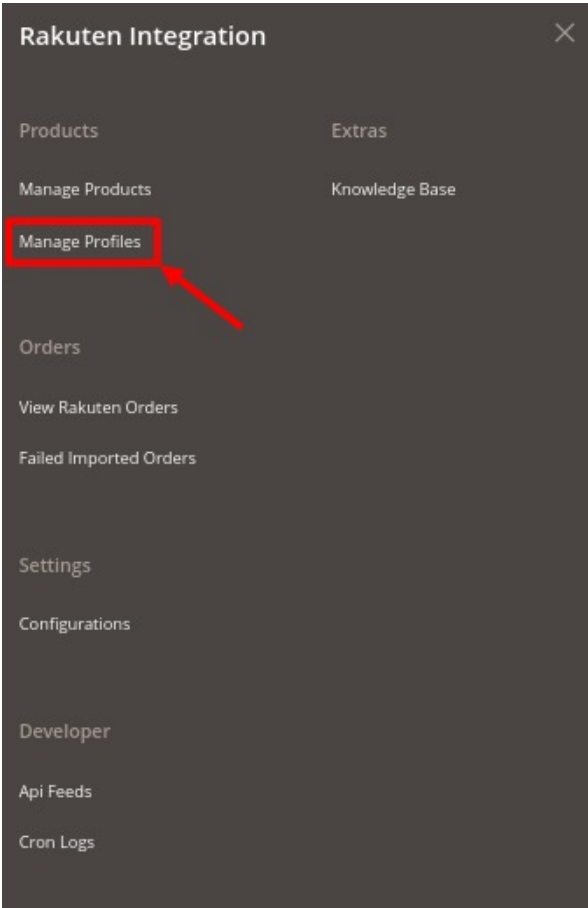 Rakuten Integration
Products
Manage Products
Manage Profiles
Extras
Knowledge Base
Orders
View Rakuten Orders
Failed Imported Orders
Settings
Configurations
Developer
Api Feeds
Cron Logs